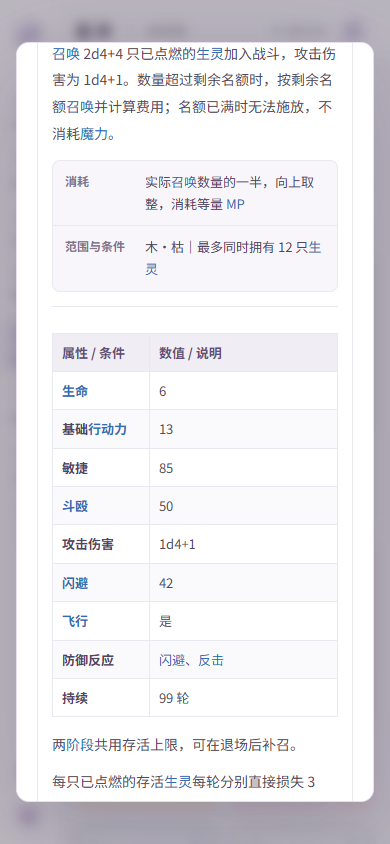 召唤 2d4+4 只已点燃的生灵加入战斗，攻击伤
害为 1d4+1。数量超过剩余名额时，按剩余名
额召唤并计算费用；名额已满时无法施放，不
消耗魔力。
消耗 实际召唤数量的一半，向上取
整，消耗等量 MP
范围与条件 木·枯｜最多同时拥有 12 只生
灵
属性 / 条件 数值 / 说明
生命 6
基础行动力 13
敏捷 85
斗殴 50
攻击伤害 1d4+1
闪避 42
飞行 是
防御反应 闪避、反击
持续 99 轮
两阶段共用存活上限，可在退场后补召。
每只已点燃的存活生灵每轮分别直接损失 3